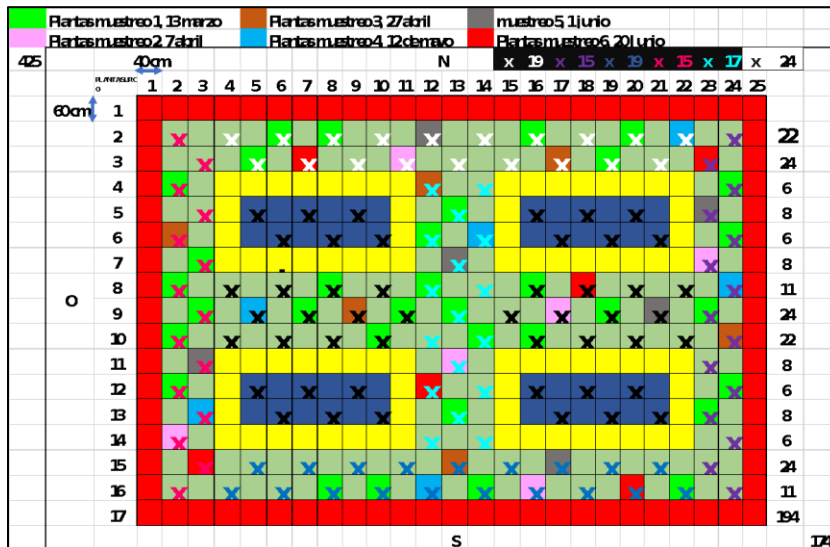 Plantas muestreo 1, 13 marzo Plantas muestreo 3, 27 abril muestreo 5, 1 junio
Plantas muestreo 2, 7 abril Plantas muestreo 4, 12 de mayo Plantas muestreo 6, 20 Junio
425 40cm N x 19 x 15 x 19 x 15 x 17 x 24
PLANTA/SURCO 1 2 3 4 5 6 7 8 9 10 11 12 13 14 15 16 17 18 19 20 21 22 23 24 25
60cm 1
2 x x x x x x x x x x x x 22
3 x x x x x x x x x x x 24
4 x x x x 6
5 x x x x x x x x x 8
6 x x x x x x x x x x 6
7 x x x 8
8 x x x x x x x x x x x x 11
O 9 x x x x x x x x x x x 24
10 x x x x x x x x x x x x 22
11 x x x 8
12 x x x x x x x x x x 6
13 x x x x x x x x x 8
14 x x x x 6
15 x x x x x x x x x x x 24
16 x x x x x x x x x x x x 11
17 194
S 174